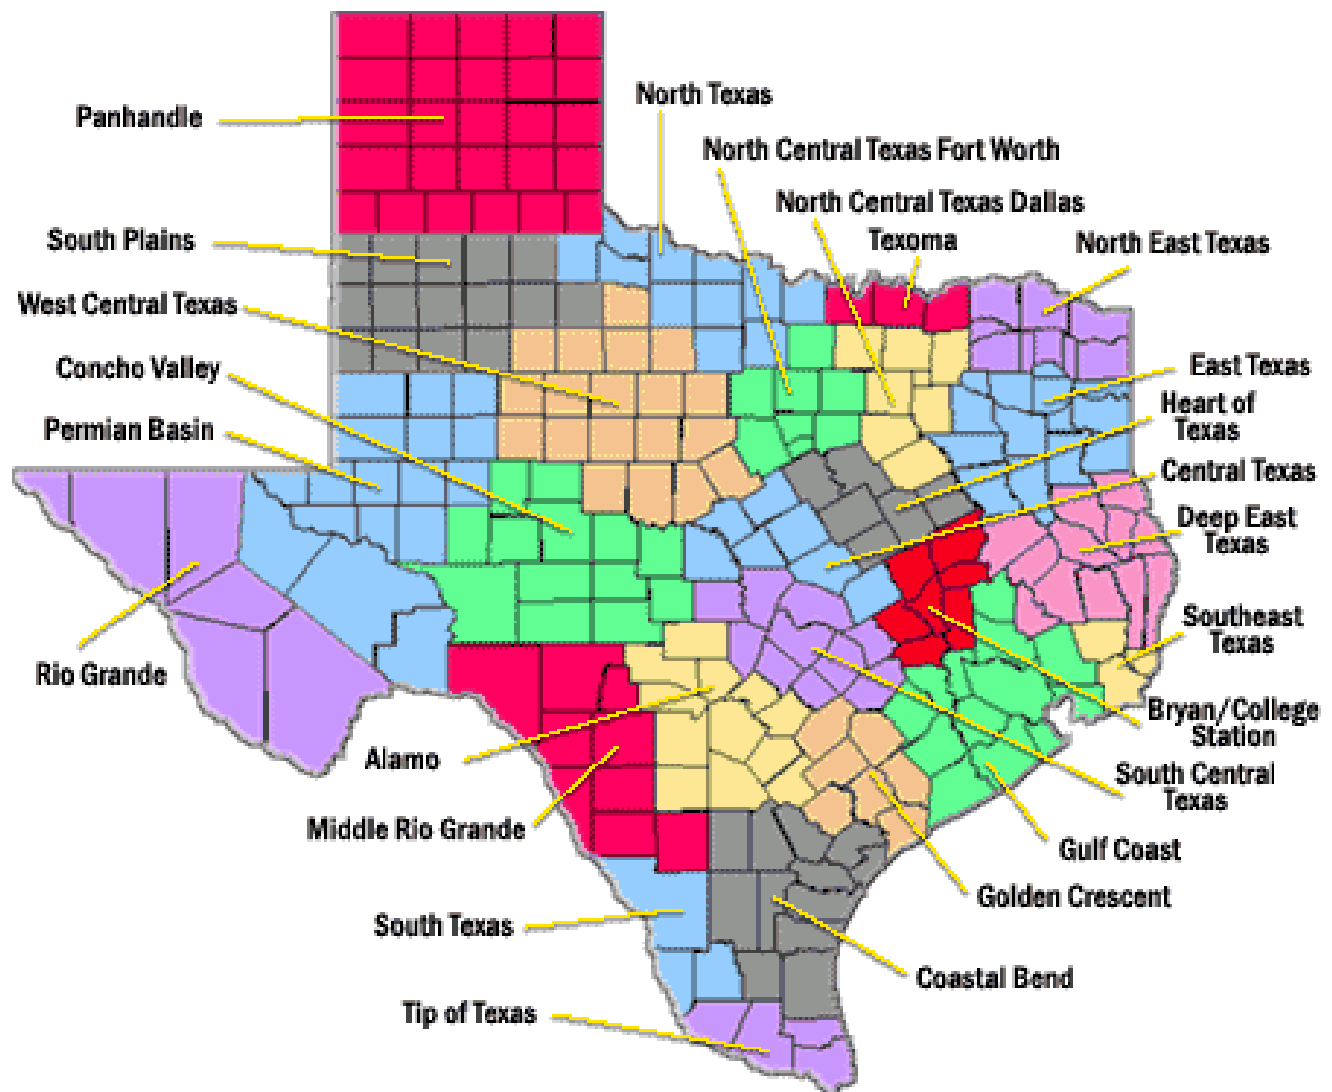 North Texas
Panhandle
North Central Texas Fort Worth
North Central Texas Dallas
Texoma
North East Texas
South Plains
West Central Texas
Concho Valley
East Texas
Heart of
Texas
Permian Basin
Central Texas
Deep East
Texas
Southeast
Texas
Rio Grande
Bryan/College
Station
Alamo
South Central
Texas
Middle Rio Grande
Gulf Coast
Golden Crescent
South Texas
Coastal Bend
Tip of Texas